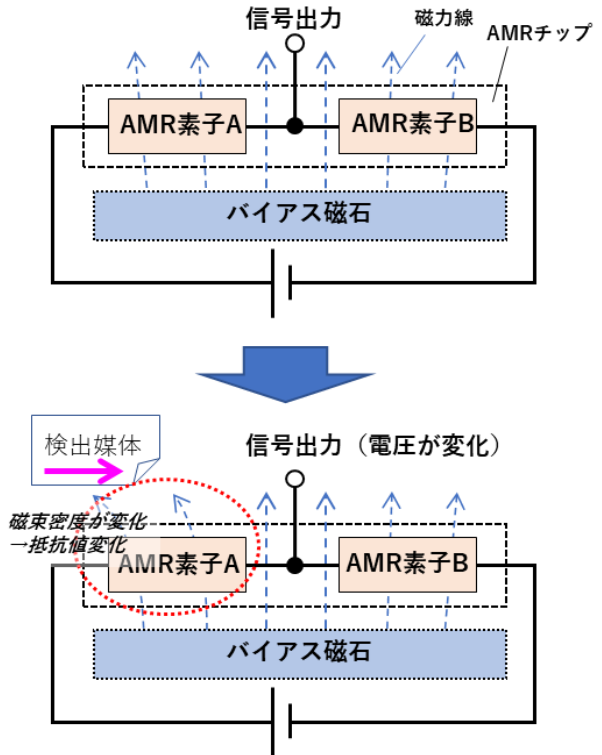 信号出力
磁力線
AMRチップ
AMR素子A
AMR素子B
バイアス磁石
検出媒体
信号出力（電圧が変化）
磁束密度が変化
→抵抗値変化
AMR素子A
AMR素子B
バイアス磁石